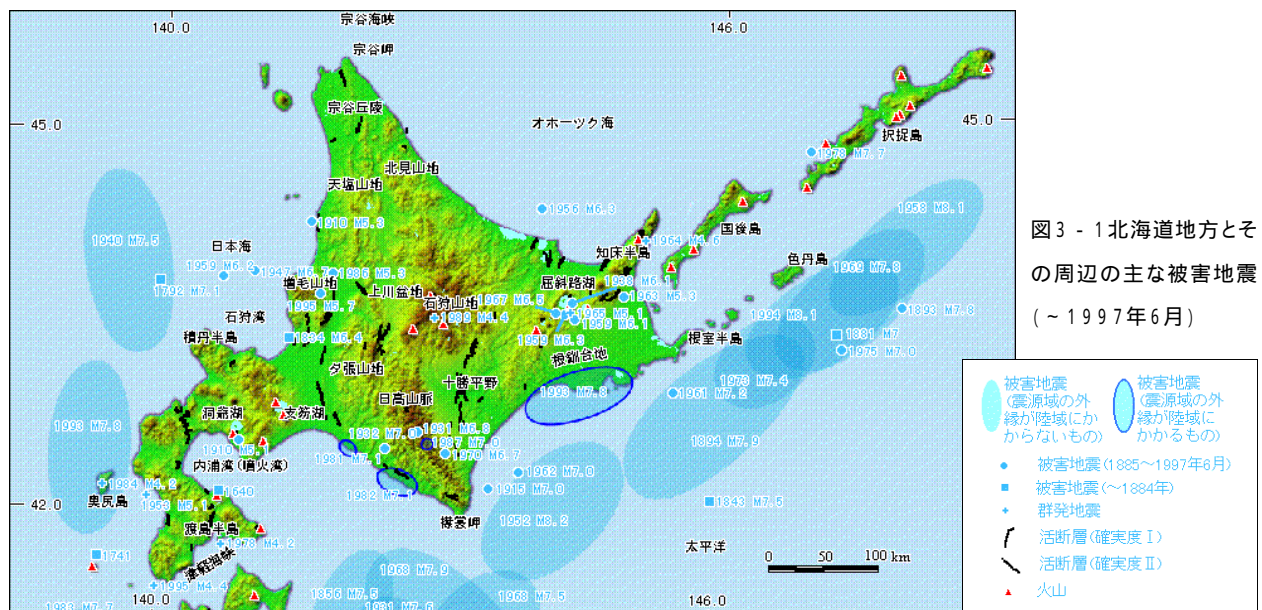 140.0
146.0
宗谷海峡
宗谷岬
宗谷丘陵
45.0
45.0
オホーツク海
択捉島
1978 M7.7
北見山地
天塩山地
1910 M5.3
1956 M6.3
国後島
1958 M8.1
知床半島
1964 M4.6
図3-1北海道地方とそ
の周辺の主な被害地震
(~1997年6月)
1940 M7.5
日本海
1959 M6.2
1947 M6.7
1986 M5.3
1792 M7.1
増毛山地
上川盆地
石狩山地
1995 M5.7
1989 M4.4
屈斜路湖
1938 M6.1
1967 M6.5
1963 M5.3
1965 M5.1
1959 M6.1
1959 M6.3
色丹島
1969 M7.8
1893 M7.8
1994 M8.1
1881 M7
1975 M7.0
石狩湾
積丹半島
1834 M6.4
夕張山地
根釧台地
根室半島
1973 M7.4
十勝平野
日高山脈
1993 M7.8
1961 M7.2
1894 M7.9
1993 M7.8
洞爺湖
支笏湖
1910 M5.1
内浦湾(噴火湾)
1932 M7.0
1931 M6.8
1987 M7.0
1970 M6.7
1981 M7.1
1982 M7.1
1962 M7.0
1915 M7.0
1952 M8.2
1843 M7.5
1984 M4.2
奥尻島
1953 M5.1
1640
42.0
渡島半島
1978 M4.2
襟裳岬
太平洋
1741
津軽海峡
1995 M4.4
1983 M7.7
140.0
1856 M7.5
1968 M7.9
1931 M7.6
1968 M7.5
146.0
0 50 100 km
被害地震
(震源域の外
縁が陸域にか
からないもの)
被害地震
(震源域の外
縁が陸域に
かかるもの)
被害地震(1885~1997年6月)
被害地震(~1884年)
群発地震
活断層(確実度Ⅰ)
活断層(確実度Ⅱ)
火山